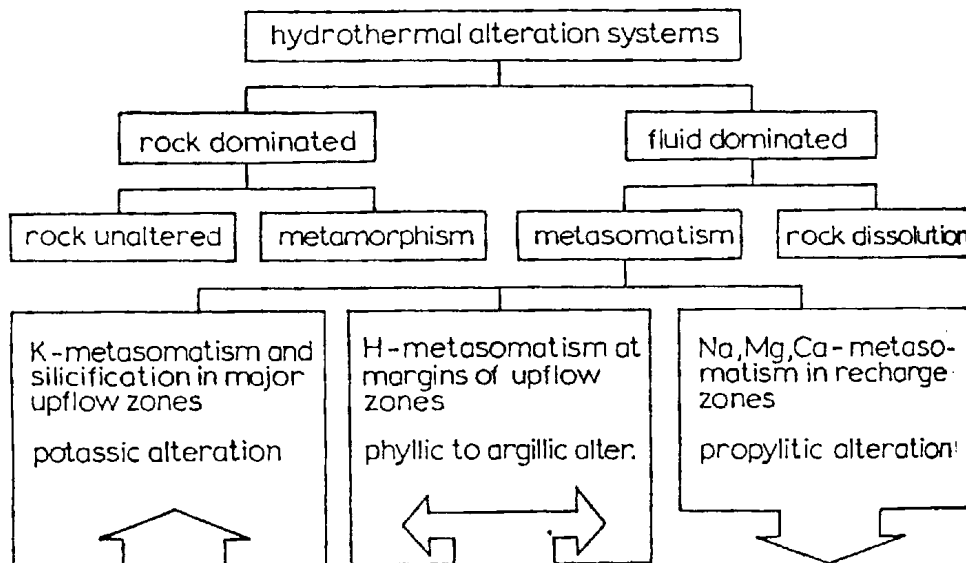 hydrothermal alteration systems
rock dominated
fluid dominated
rock unaltered
metamorphism
metasomatism
rock dissolution
K-metasomatism and
silicification in major
upflow zones
potassic alteration
H-metasomatism at
margins of upflow
zones
phyllic to argillic alter.
Na,Mg,Ca-metaso-
matism in recharge
zones
propylitic alteration